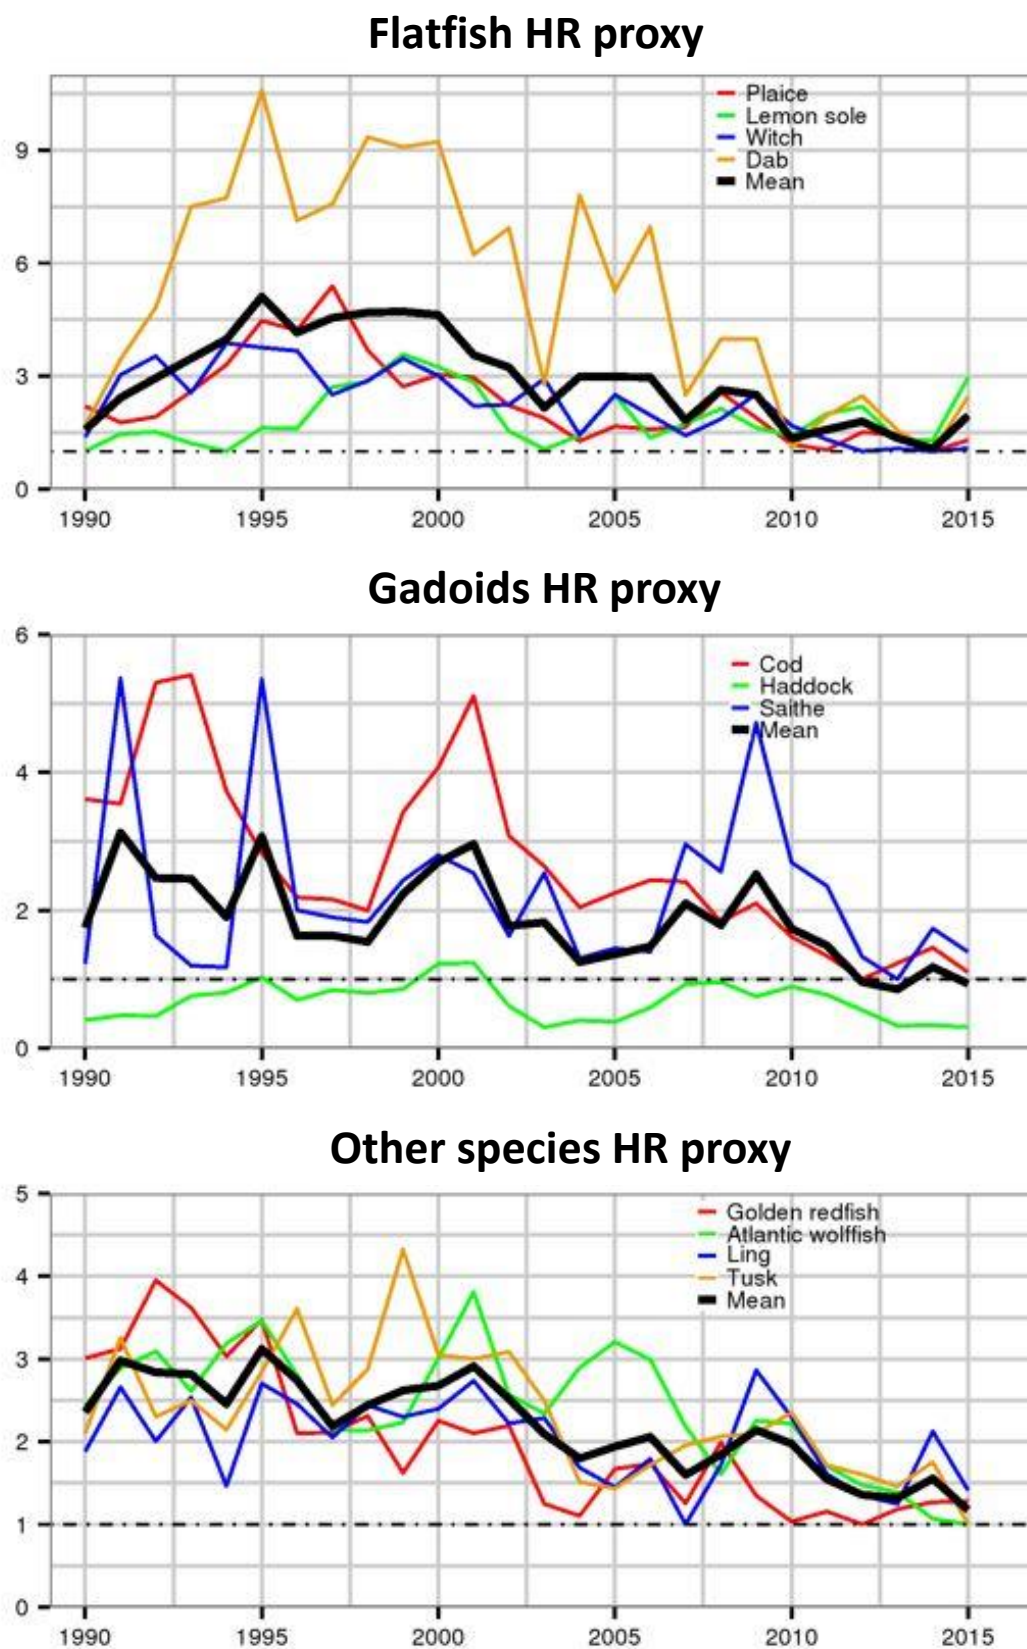 Flatfish HR proxy
Plaice
Lemon sole
Witch
Dab
Mean
9
6
3
0
1990 1995 2000 2005 2010 2015
Gadoids HR proxy
Cod
Haddock
Saithe
Mean
6
4
2
0
1990 1995 2000 2005 2010 2015
Other species HR proxy
Golden redfish
Atlantic wolffish
Ling
Tusk
Mean
5
4
3
2
1
0
1990 1995 2000 2005 2010 2015